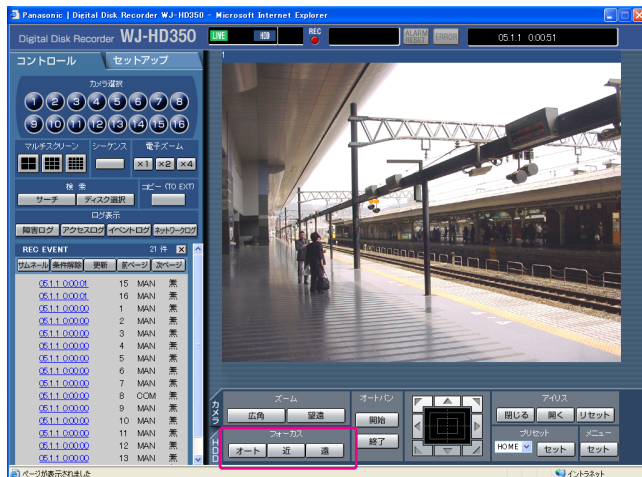 Panasonic | Digital Disk Recorder WJ-HD350 - Microsoft Internet Explorer
Digital Disk Recorder WJ-HD350
LIVE
HDD
REC
ALARM RESET
ERROR
05.1.1 0:00:51
コントロール
セットアップ
1
カメラ選択
1 2 3 4 5 6 7 8
9 10 11 12 13 14 15 16
マルチスクリーン
シーケンス
電子ズーム
×1 ×2 ×4
検 索
コピー (TO EXT)
サーチ
ディスク選択
ログ表示
障害ログ アクセスログ イベントログ ネットワークログ
REC EVENT 21 件 X
サムネール 条件解除 更新 前ページ 次ページ
05.1.1 0:00:01 15 MAN 無
05.1.1 0:00:01 16 MAN 無
05.1.1 0:00:00 1 MAN 無
05.1.1 0:00:00 2 MAN 無
05.1.1 0:00:00 3 MAN 無
05.1.1 0:00:00 4 MAN 無
05.1.1 0:00:00 5 MAN 無
05.1.1 0:00:00 6 MAN 無
05.1.1 0:00:00 7 MAN 無
05.1.1 0:00:00 8 COM 無
05.1.1 0:00:00 9 MAN 無
05.1.1 0:00:00 10 MAN 無
05.1.1 0:00:00 11 MAN 無
05.1.1 0:00:00 12 MAN 無
05.1.1 0:00:00 13 MAN 無
カメラ
HDD
ズーム
広角 望遠
フォーカス
オート 近 遠
オートパン
開始
終了
アイリス
閉じる 開く リセット
プリセット
HOME セット
メニュー
セット
ページが表示されました
イントラネット